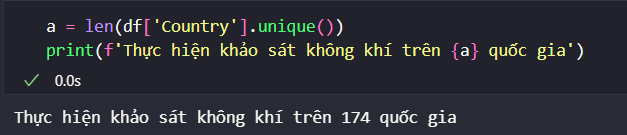 a = len(df['Country'].unique())
print(f'Thực hiện khảo sát không khí trên {a} quốc gia')
0.0s
Thực hiện khảo sát không khí trên 174 quốc gia